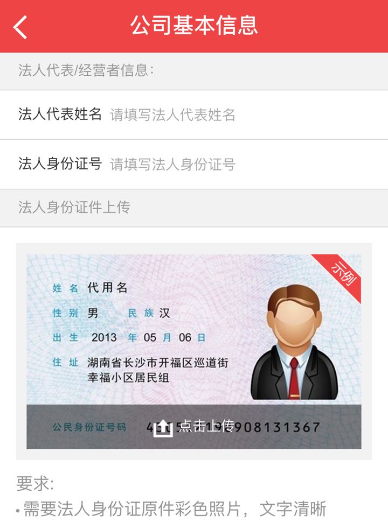 公司基本信息
法人代表/经营者信息:
法人代表姓名 请填写法人代表姓名
法人身份证号 请填写法人身份证号
法人身份证件上传
示例
姓名 代用名
性别 男 民族 汉
出生 2013 年 05 月 06 日
住址 湖南省长沙市开福区巡道街
幸福小区居民组
公民身份证号码
点击上传
要求:
•需要法人身份证原件彩色照片，文字清晰